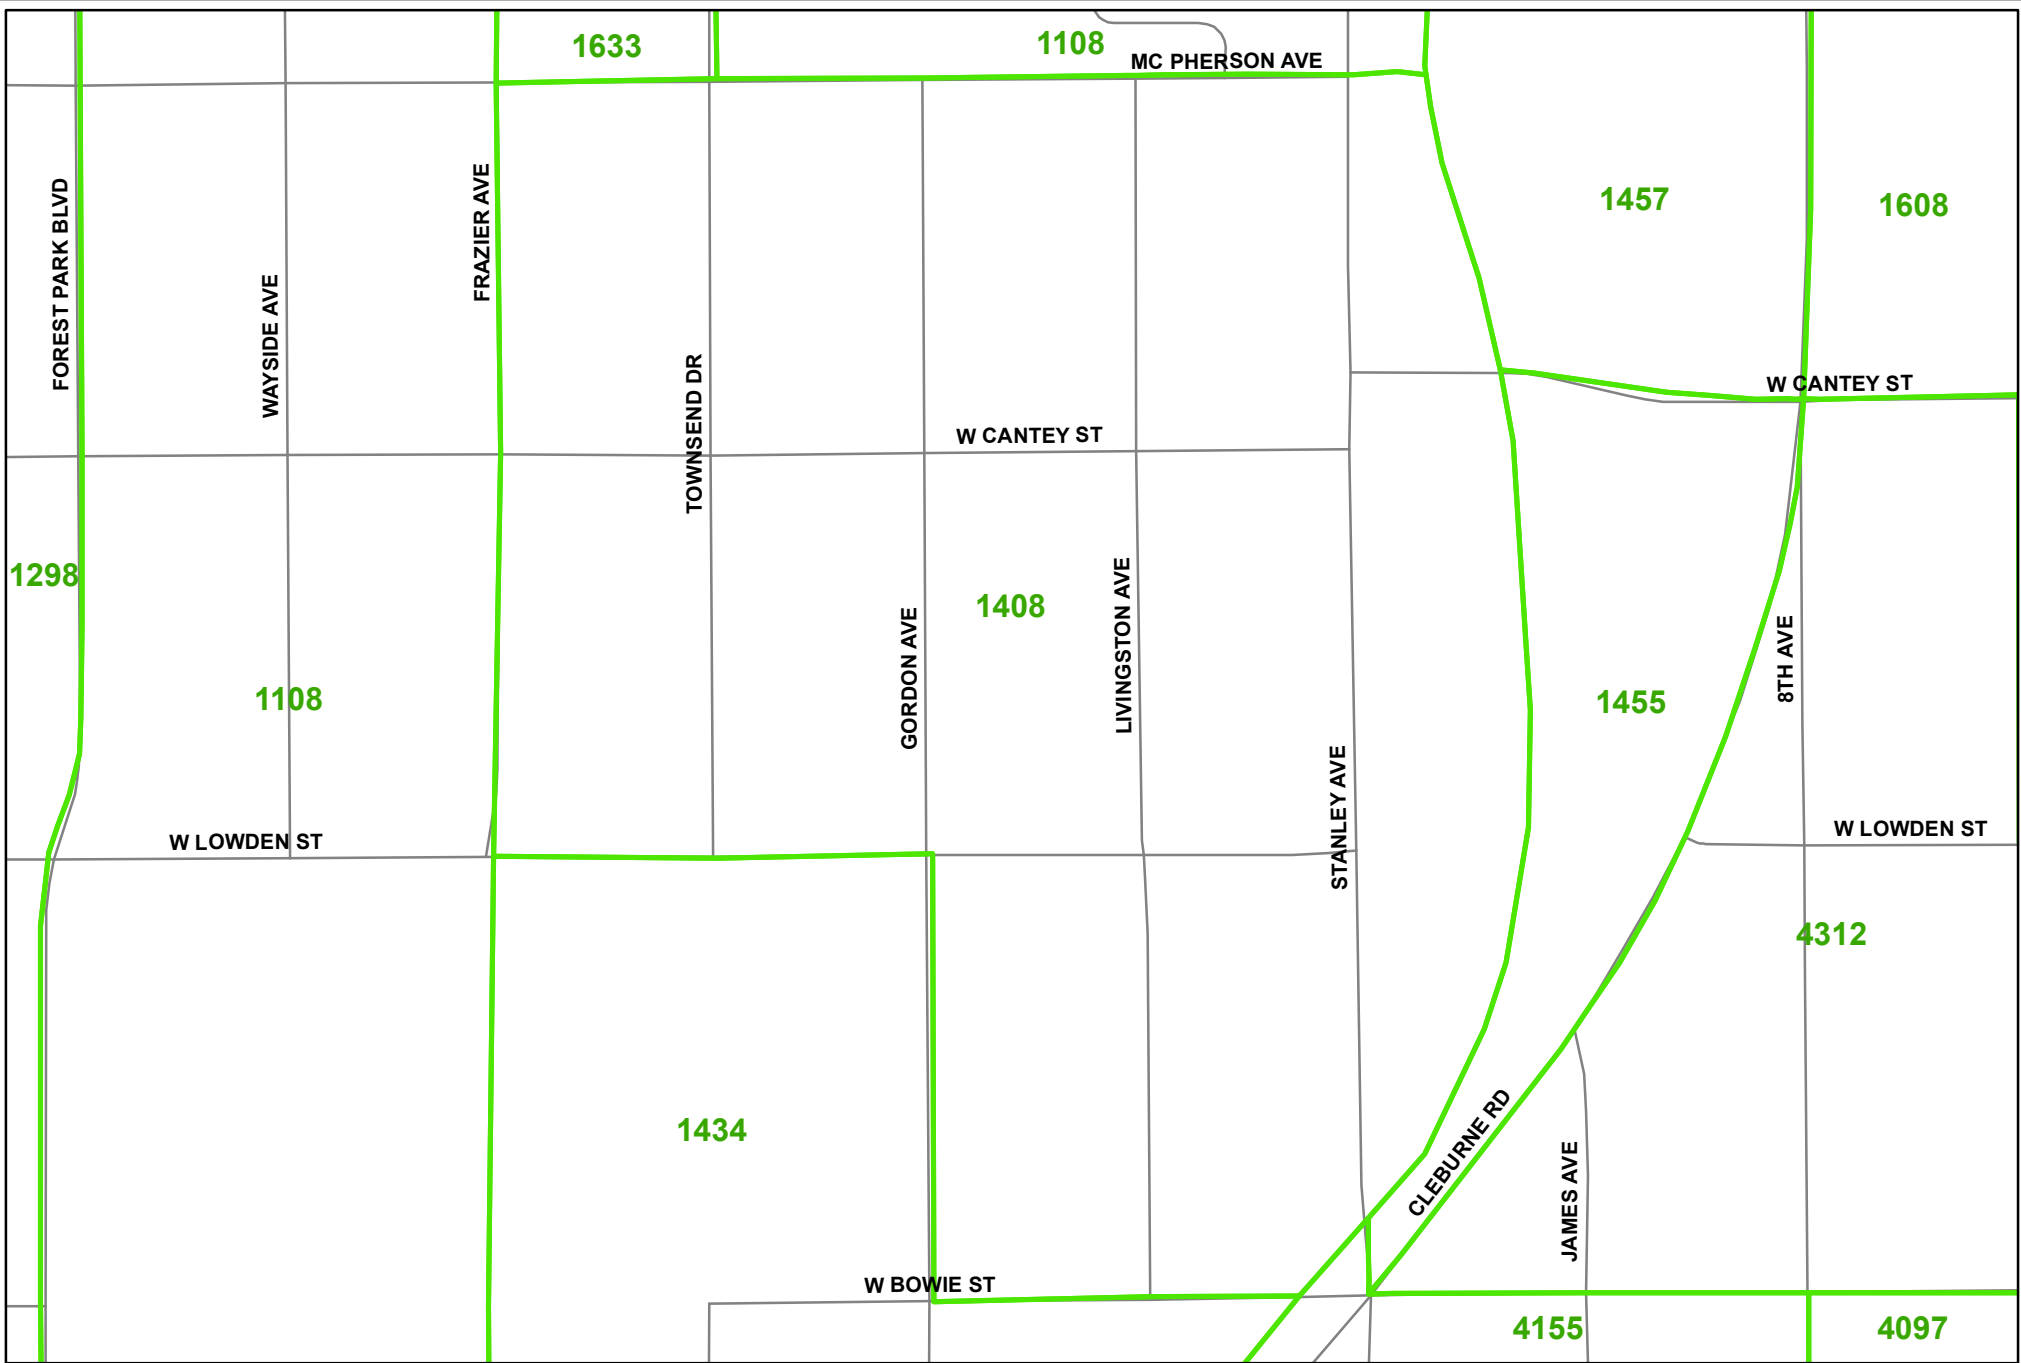 1633
1108
MC PHERSON AVE
FOREST PARK BLVD
WAYSIDE AVE
FRAZIER AVE
1457
1608
TOWNSEND DR
W CANTEY ST
W CANTEY ST
1298
1408
LIVINGSTON AVE
GORDON AVE
1108
1455
8TH AVE
STANLEY AVE
W LOWDEN ST
W LOWDEN ST
4312
1434
CLEBURNE RD
JAMES AVE
W BOWIE ST
4155
4097